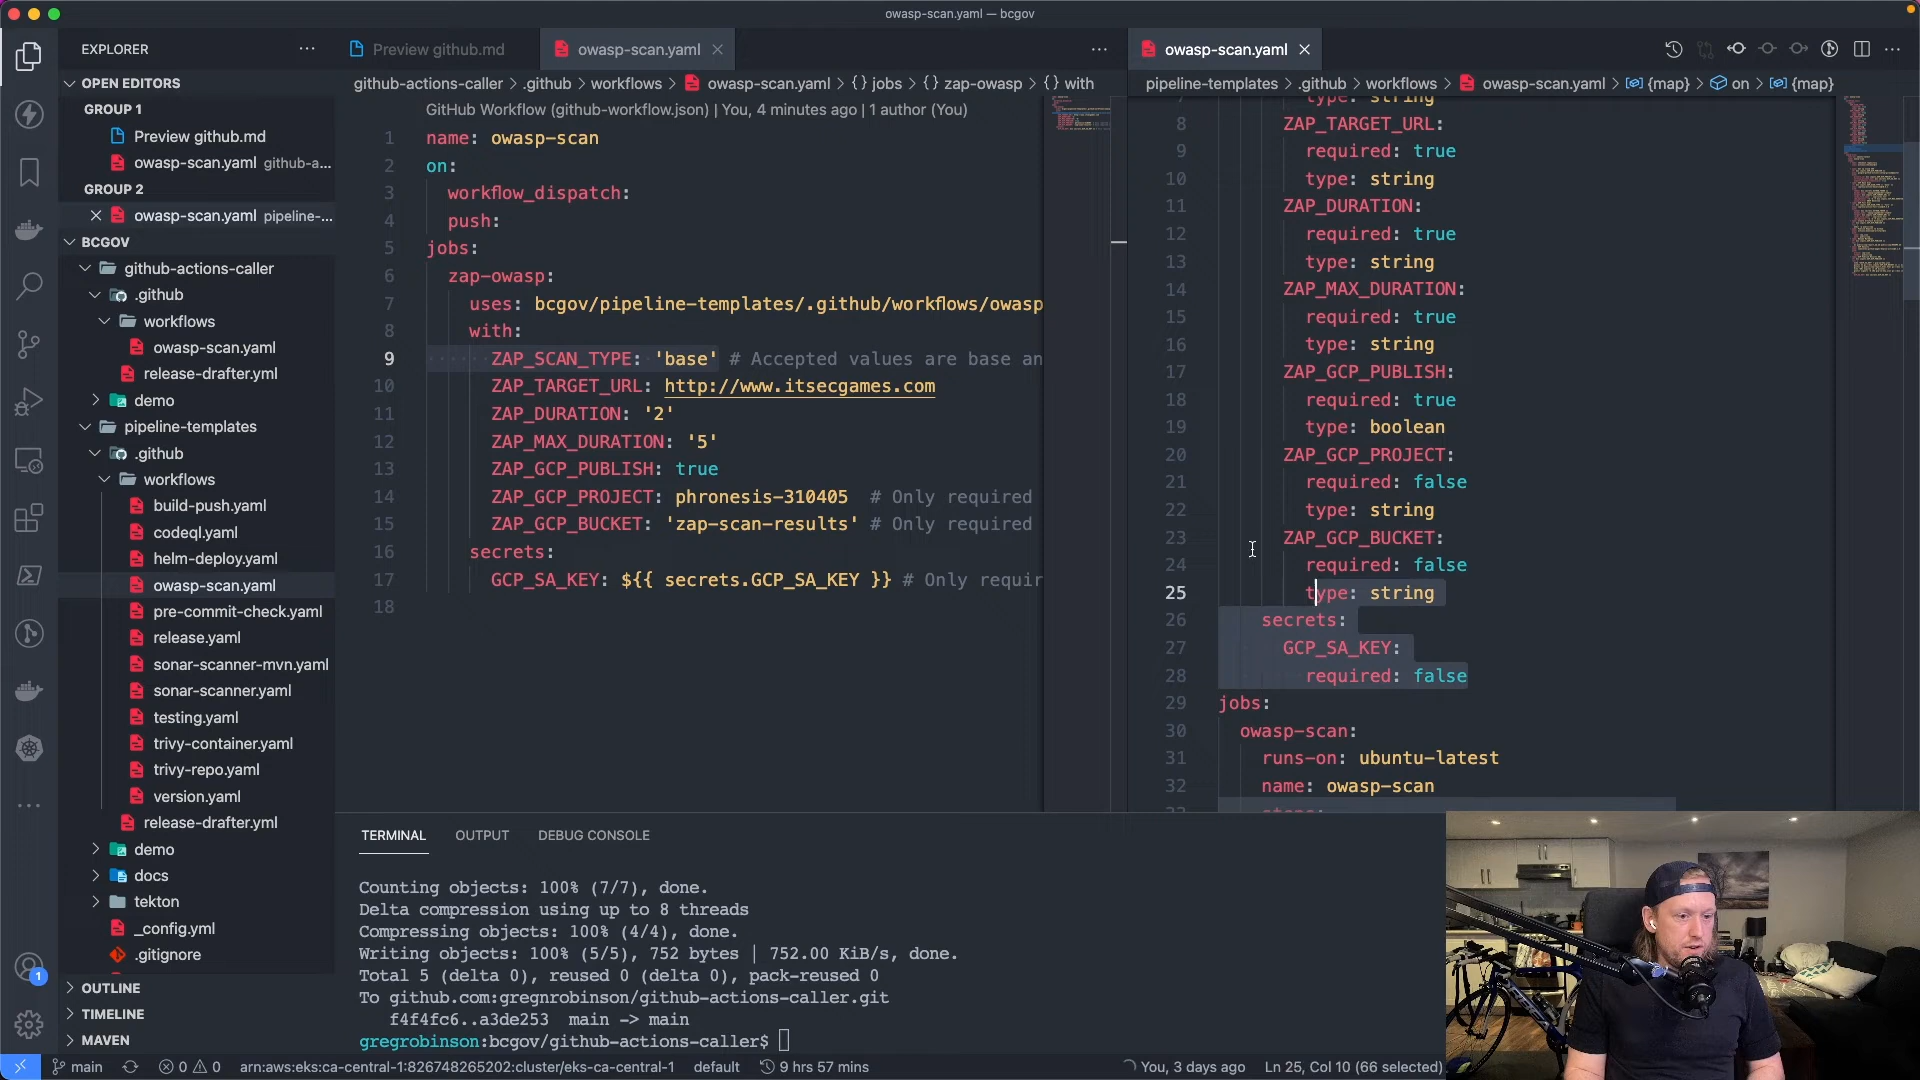 owasp-scan.yaml — bcgov
EXPLORER
OPEN EDITORS
GROUP 1
Preview github.md
owasp-scan.yaml github-a...
GROUP 2
owasp-scan.yaml pipeline-...
BCGOV
github-actions-caller
.github
workflows
owasp-scan.yaml
release-drafter.yml
demo
pipeline-templates
.github
workflows
build-push.yaml
codeql.yaml
helm-deploy.yaml
owasp-scan.yaml
pre-commit-check.yaml
release.yaml
sonar-scanner-mvn.yaml
sonar-scanner.yaml
testing.yaml
trivy-container.yaml
trivy-repo.yaml
version.yaml
release-drafter.yml
demo
docs
tekton
_config.yml
.gitignore
OUTLINE
TIMELINE
MAVEN
1
Preview github.md
owasp-scan.yaml
github-actions-caller > .github > workflows > owasp-scan.yaml > {} jobs > {} zap-owasp > {} with
GitHub Workflow (github-workflow.json) | You, 4 minutes ago | 1 author (You)
1 name: owasp-scan
2 on:
3 workflow_dispatch:
4 push:
5 jobs:
6 zap-owasp:
7 uses: bcgov/pipeline-templates/.github/workflows/owasp
8 with:
9 ZAP_SCAN_TYPE: 'base' # Accepted values are base an
10 ZAP_TARGET_URL: http://www.itsecgames.com
11 ZAP_DURATION: '2'
12 ZAP_MAX_DURATION: '5'
13 ZAP_GCP_PUBLISH: true
14 ZAP_GCP_PROJECT: phronesis-310405 # Only required
15 ZAP_GCP_BUCKET: 'zap-scan-results' # Only required
16 secrets:
17 GCP_SA_KEY: ${{ secrets.GCP_SA_KEY }} # Only requir
18
owasp-scan.yaml
pipeline-templates > .github > workflows > owasp-scan.yaml > {map} > on > {map}
7 type: string
8 ZAP_TARGET_URL:
9 required: true
10 type: string
11 ZAP_DURATION:
12 required: true
13 type: string
14 ZAP_MAX_DURATION:
15 required: true
16 type: string
17 ZAP_GCP_PUBLISH:
18 required: true
19 type: boolean
20 ZAP_GCP_PROJECT:
21 required: false
22 type: string
23 ZAP_GCP_BUCKET:
24 required: false
25 type: string
26 secrets:
27 GCP_SA_KEY:
28 required: false
29 jobs:
30 owasp-scan:
31 runs-on: ubuntu-latest
32 name: owasp-scan
33 steps:
TERMINAL OUTPUT DEBUG CONSOLE
Counting objects: 100% (7/7), done.
Delta compression using up to 8 threads
Compressing objects: 100% (4/4), done.
Writing objects: 100% (5/5), 752 bytes | 752.00 KiB/s, done.
Total 5 (delta 0), reused 0 (delta 0), pack-reused 0
To github.com:gregnrobinson/github-actions-caller.git
f4f4fc6..a3de253 main -> main
gregrobinson:bcgov/github-actions-caller$
main 0 0 arn:aws:eks:ca-central-1:826748265202:cluster/eks-ca-central-1 default 9 hrs 57 mins You, 3 days ago Ln 25, Col 10 (66 selected)